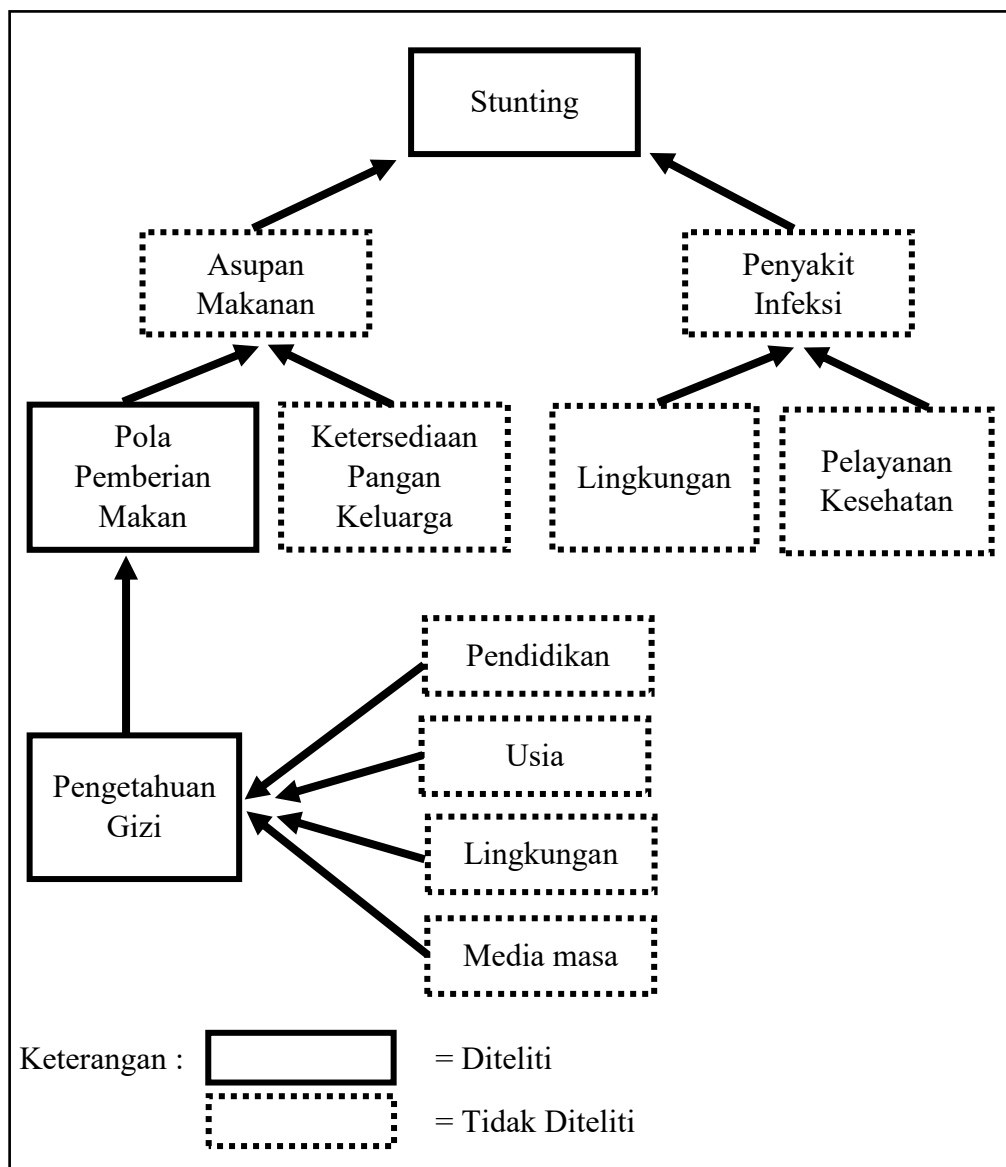 Stunting
Asupan
Makanan
Penyakit
Infeksi
Pola
Pemberian
Makan
Ketersediaan
Pangan
Keluarga
Lingkungan
Pelayanan
Kesehatan
Pendidikan
Usia
Pengetahuan
Gizi
Lingkungan
Media masa
Keterangan :
= Diteliti
= Tidak Diteliti